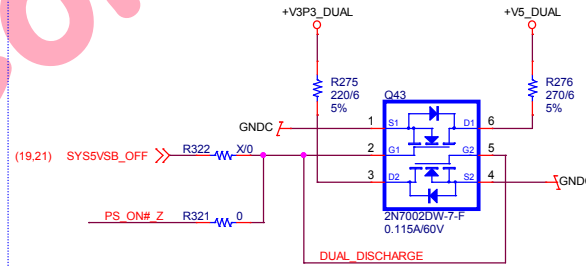 +V3P3_DUAL
+V5_DUAL
R275
220/6
5%
R276
270/6
5%
Q43
GNDC
1
S1
D1
6
(19,21)
SYS5VSB_OFF
R322
X/0
2
G1
G2
5
3
D2
S2
4
PS_ON#_Z
R321
0
2N7002DW-7-F
0.115A/60V
DUAL_DISCHARGE